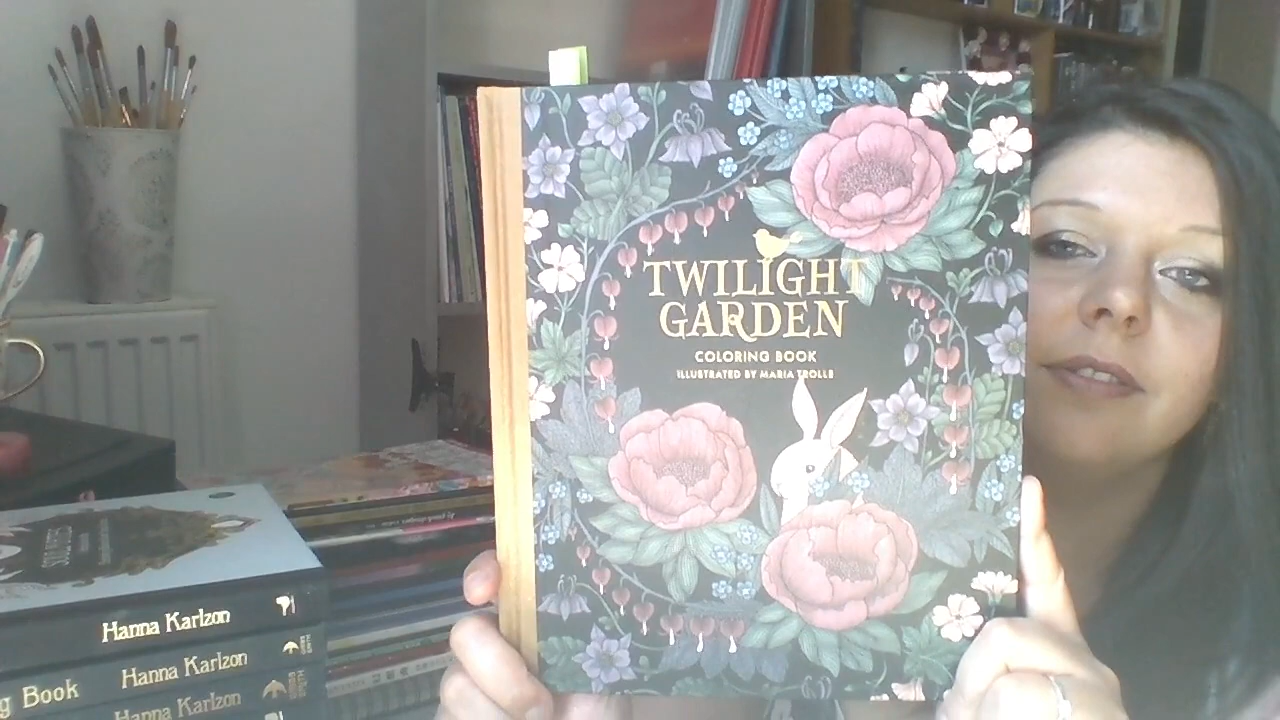 TWILIGHT
GARDEN
COLORING BOOK
ILLUSTRATED BY MARIA TROLLE
Hanna Karlzon
Hanna Karlzon
g Book
Hanna Karlzon